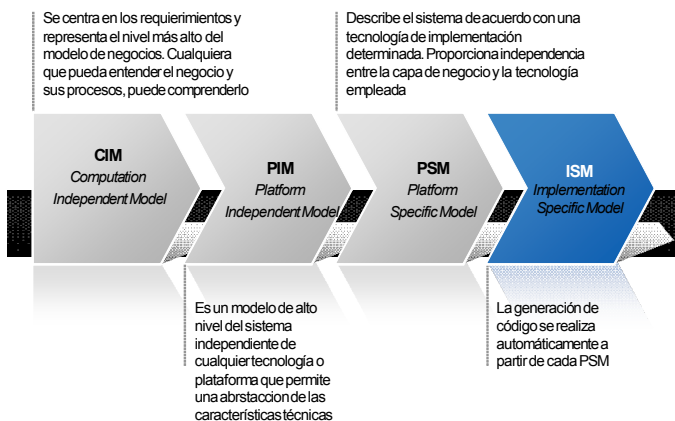 Se centra en los requierimientos y
representa el nivel más alto del
modelo de negocios. Cualquiera
que pueda entender el negocio y
sus procesos, puede comprenderlo
Describe el sistema de acuerdo con una
tecnología de implementación
determinada. Proporciona independencia
entre la capa de negocio y la tecnología
empleada
CIM
Computation
Independent Model
PIM
Platform
Independent Model
PSM
Platform
Specific Model
ISM
Implementation
Specific Model
Es un modelo de alto
nivel del sistema
independiente de
cualquier tecnología o
plataforma que permite
una abrstaccion de las
características técnicas
La generación de
código se realiza
automáticamente a
partir de cada PSM